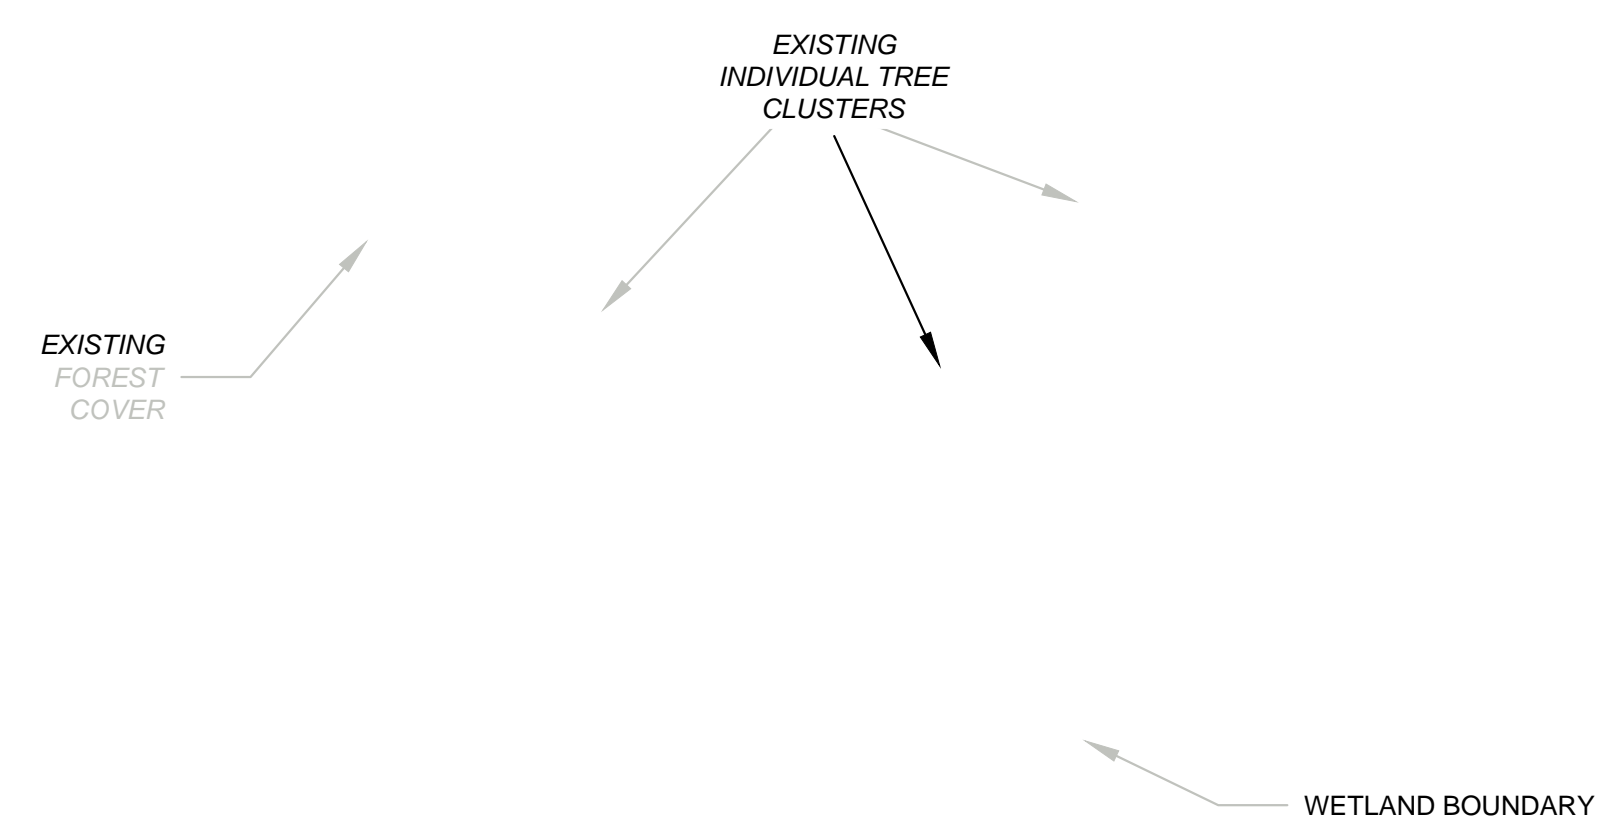 EXISTING
INDIVIDUAL TREE
CLUSTERS
EXISTING
FOREST
COVER
WETLAND BOUNDARY